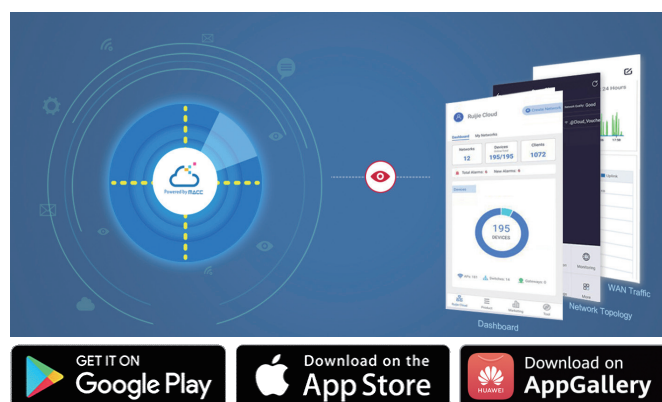 Powered by MACC
Ruijie Cloud
Dashboard My Networks
Networks
12
Devices
195/195
Clients
1072
Total Alarms
New Alarms
Devices
195
DEVICES
24 Hours
Good
Monitoring
Dashboard
Network Topology
WAN Traffic
GET IT ON
Google Play
Download on the
App Store
HUAWEI
Download on
AppGallery